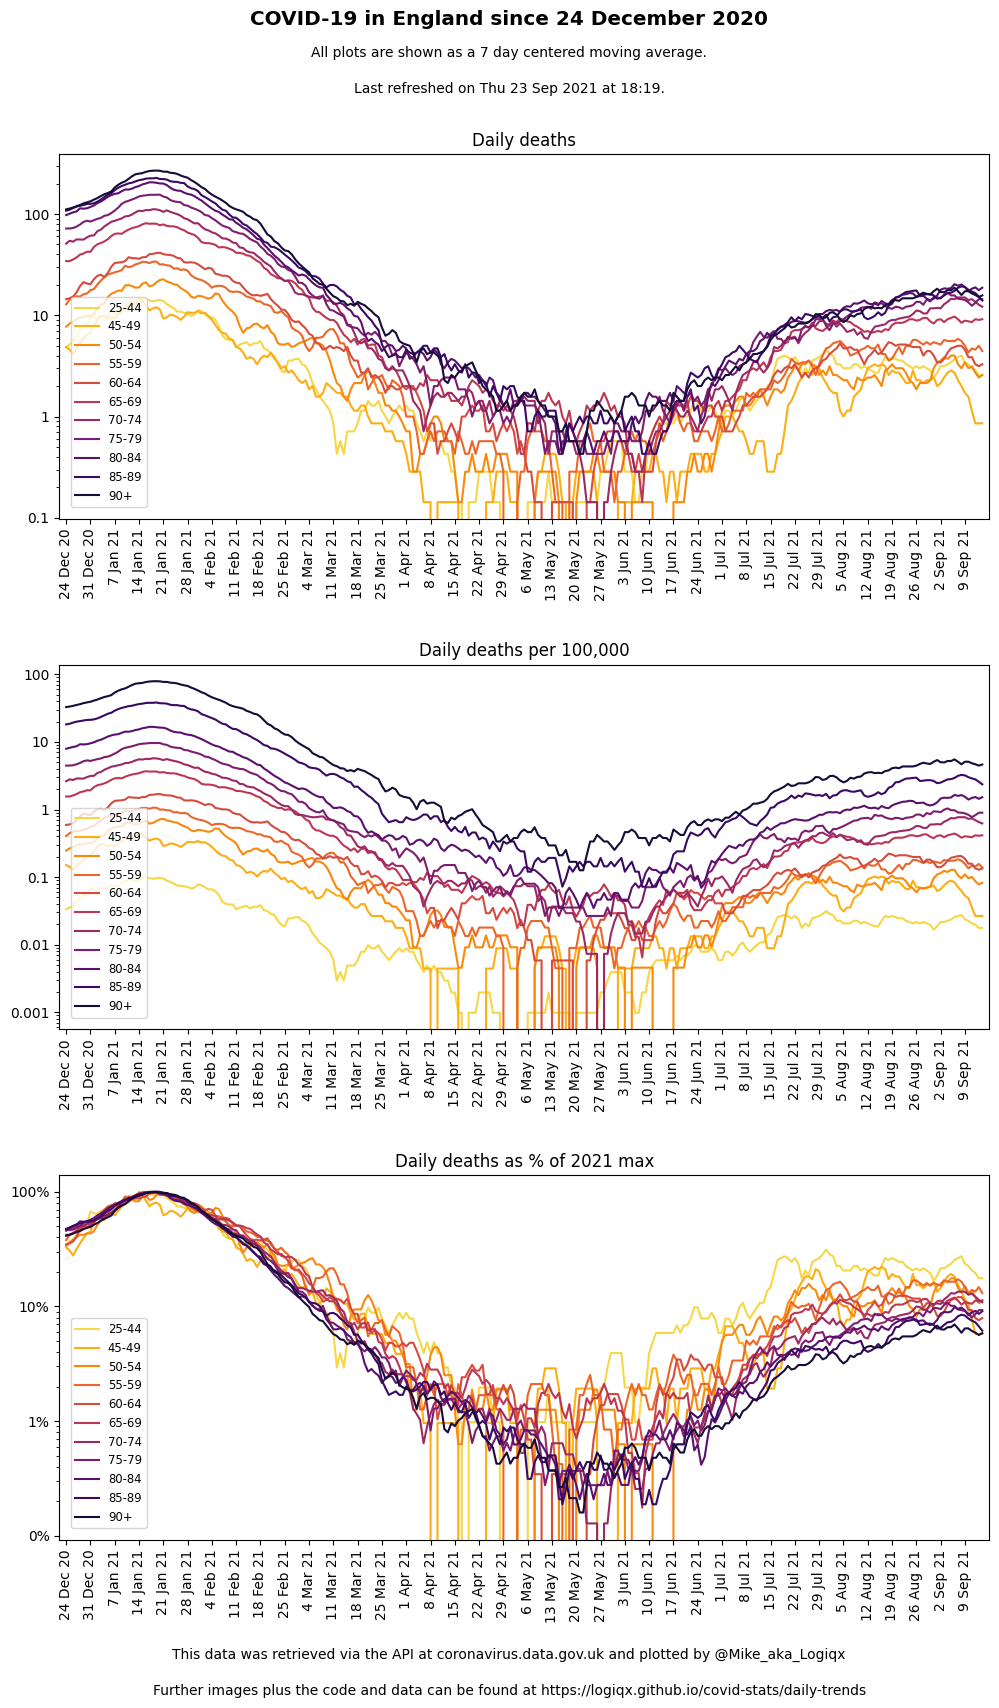 COVID-19 in England since 24 December 2020
All plots are shown as a 7 day centered moving average.
Last refreshed on Thu 23 Sep 2021 at 18:19.
Daily deaths
100
10
1
0.1
25-44
45-49
50-54
55-59
60-64
65-69
70-74
75-79
80-84
85-89
90+
24 Dec 20
31 Dec 20
7 Jan 21
14 Jan 21
21 Jan 21
28 Jan 21
4 Feb 21
11 Feb 21
18 Feb 21
25 Feb 21
4 Mar 21
11 Mar 21
18 Mar 21
25 Mar 21
1 Apr 21
8 Apr 21
15 Apr 21
22 Apr 21
29 Apr 21
6 May 21
13 May 21
20 May 21
27 May 21
3 Jun 21
10 Jun 21
17 Jun 21
24 Jun 21
1 Jul 21
8 Jul 21
15 Jul 21
22 Jul 21
29 Jul 21
5 Aug 21
12 Aug 21
19 Aug 21
26 Aug 21
2 Sep 21
9 Sep 21
Daily deaths per 100,000
100
10
1
0.1
0.01
0.001
25-44
45-49
50-54
55-59
60-64
65-69
70-74
75-79
80-84
85-89
90+
24 Dec 20
31 Dec 20
7 Jan 21
14 Jan 21
21 Jan 21
28 Jan 21
4 Feb 21
11 Feb 21
18 Feb 21
25 Feb 21
4 Mar 21
11 Mar 21
18 Mar 21
25 Mar 21
1 Apr 21
8 Apr 21
15 Apr 21
22 Apr 21
29 Apr 21
6 May 21
13 May 21
20 May 21
27 May 21
3 Jun 21
10 Jun 21
17 Jun 21
24 Jun 21
1 Jul 21
8 Jul 21
15 Jul 21
22 Jul 21
29 Jul 21
5 Aug 21
12 Aug 21
19 Aug 21
26 Aug 21
2 Sep 21
9 Sep 21
Daily deaths as % of 2021 max
100%
10%
1%
0%
25-44
45-49
50-54
55-59
60-64
65-69
70-74
75-79
80-84
85-89
90+
24 Dec 20
31 Dec 20
7 Jan 21
14 Jan 21
21 Jan 21
28 Jan 21
4 Feb 21
11 Feb 21
18 Feb 21
25 Feb 21
4 Mar 21
11 Mar 21
18 Mar 21
25 Mar 21
1 Apr 21
8 Apr 21
15 Apr 21
22 Apr 21
29 Apr 21
6 May 21
13 May 21
20 May 21
27 May 21
3 Jun 21
10 Jun 21
17 Jun 21
24 Jun 21
1 Jul 21
8 Jul 21
15 Jul 21
22 Jul 21
29 Jul 21
5 Aug 21
12 Aug 21
19 Aug 21
26 Aug 21
2 Sep 21
9 Sep 21
This data was retrieved via the API at coronavirus.data.gov.uk and plotted by @Mike_aka_Logiqx
Further images plus the code and data can be found at https://logiqx.github.io/covid-stats/daily-trends